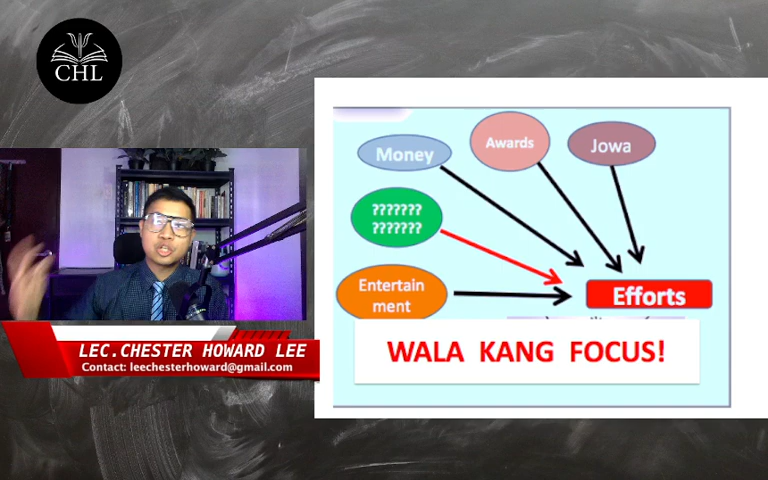 CHL
Money
Awards
Jowa
???????
???????
Entertain
ment
Efforts
WALA KANG FOCUS!
LEC.CHESTER HOWARD LEE
Contact: leechesterhoward@gmail.com